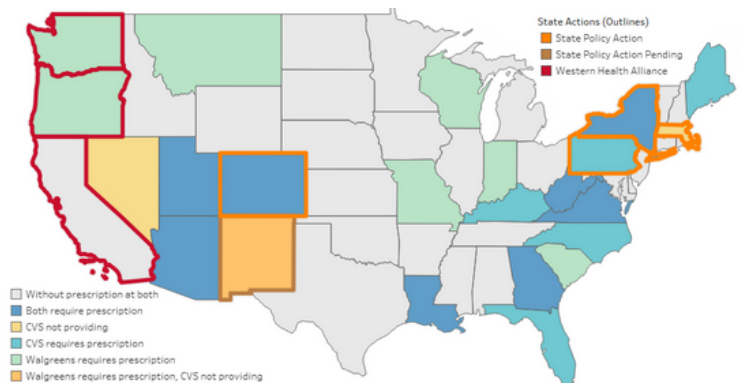 State Actions (Outlines)
State Policy Action
State Policy Action Pending
Western Health Alliance
Without prescription at both
Both require prescription
CVS not providing
CVS requires prescription
Walgreens requires prescription
Walgreens requires prescription, CVS not providing